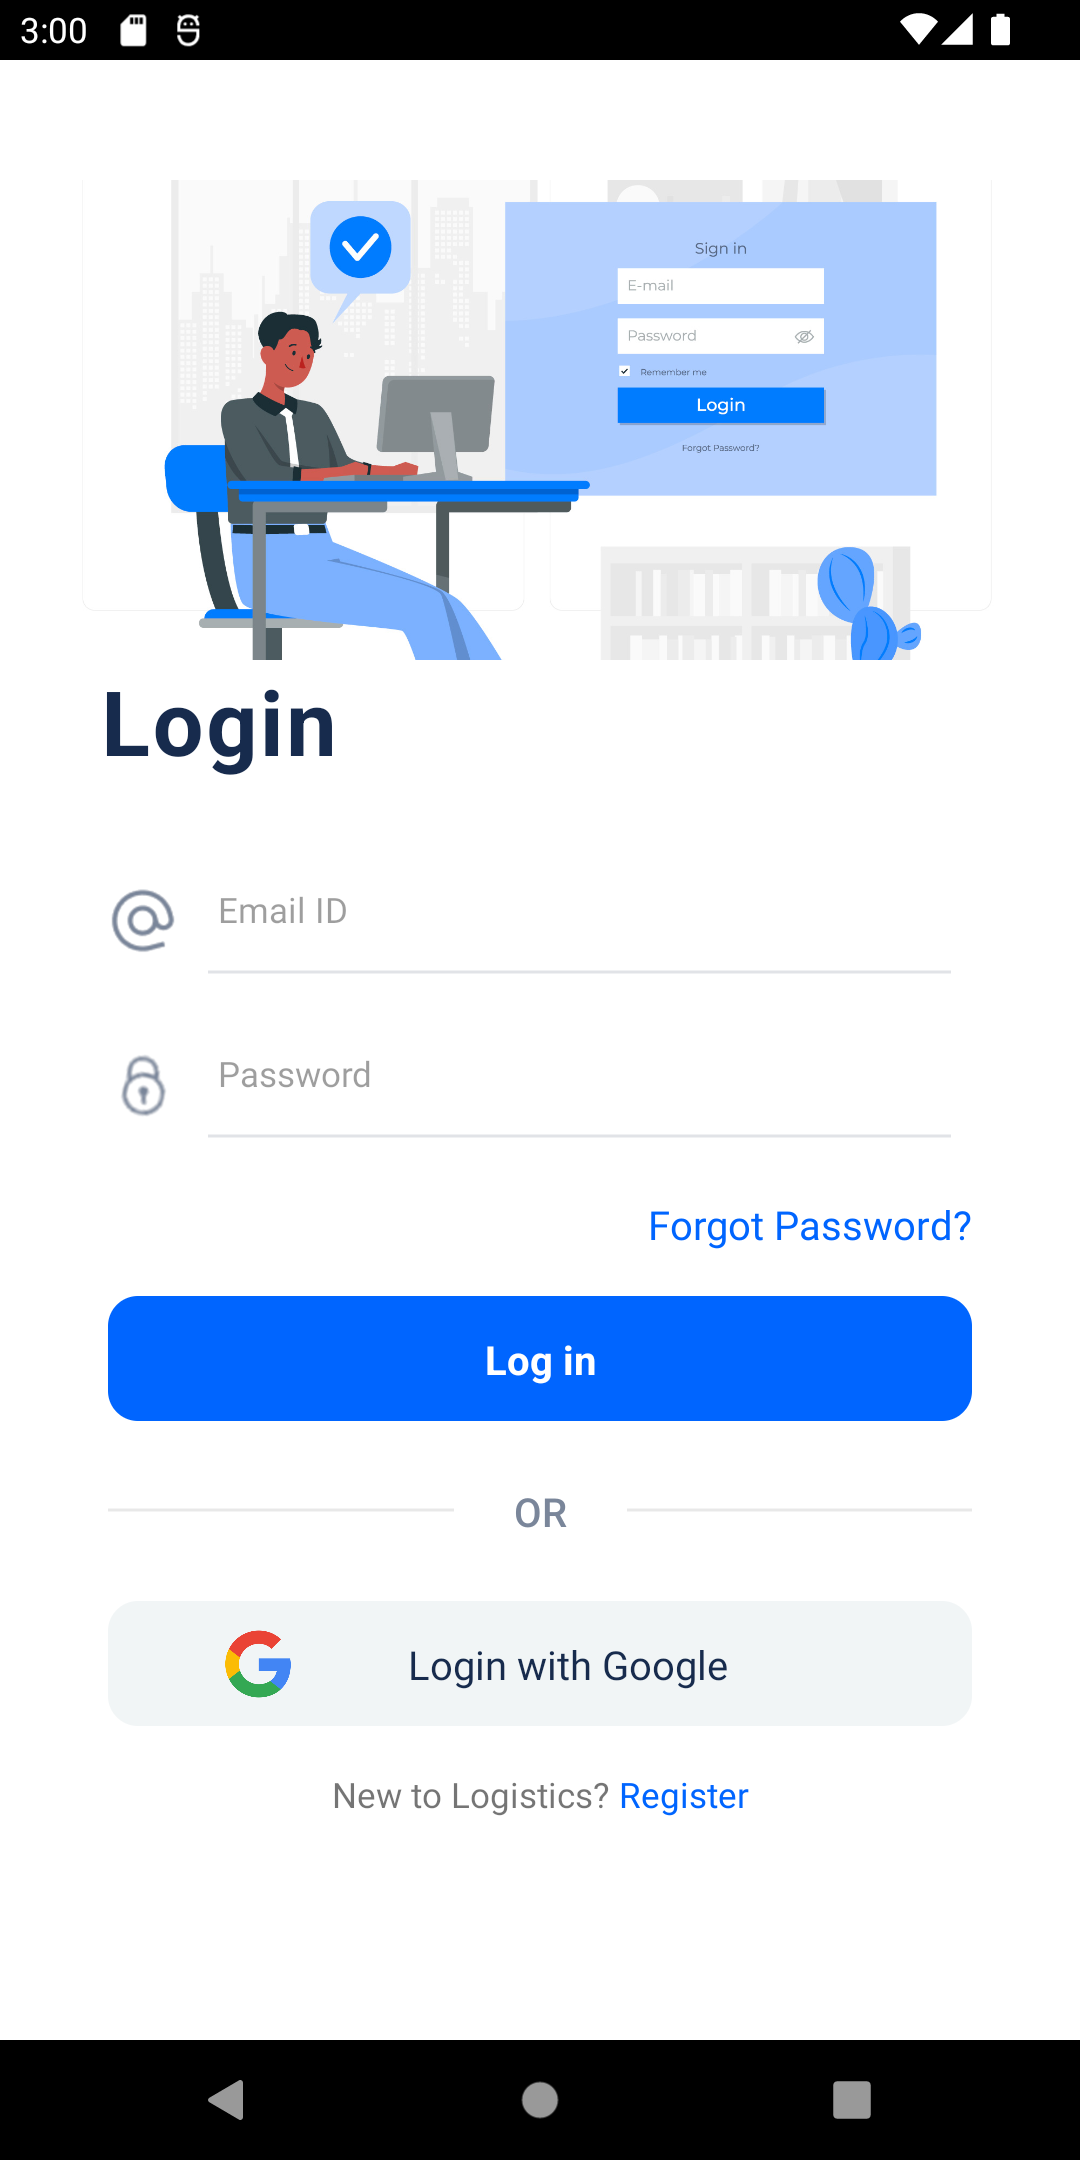 3:00
Sign in
E-mail
Password
Remember me
Login
Forgot Password?
Login
Email ID
Password
Forgot Password?
Log in
OR
Login with Google
New to Logistics? Register